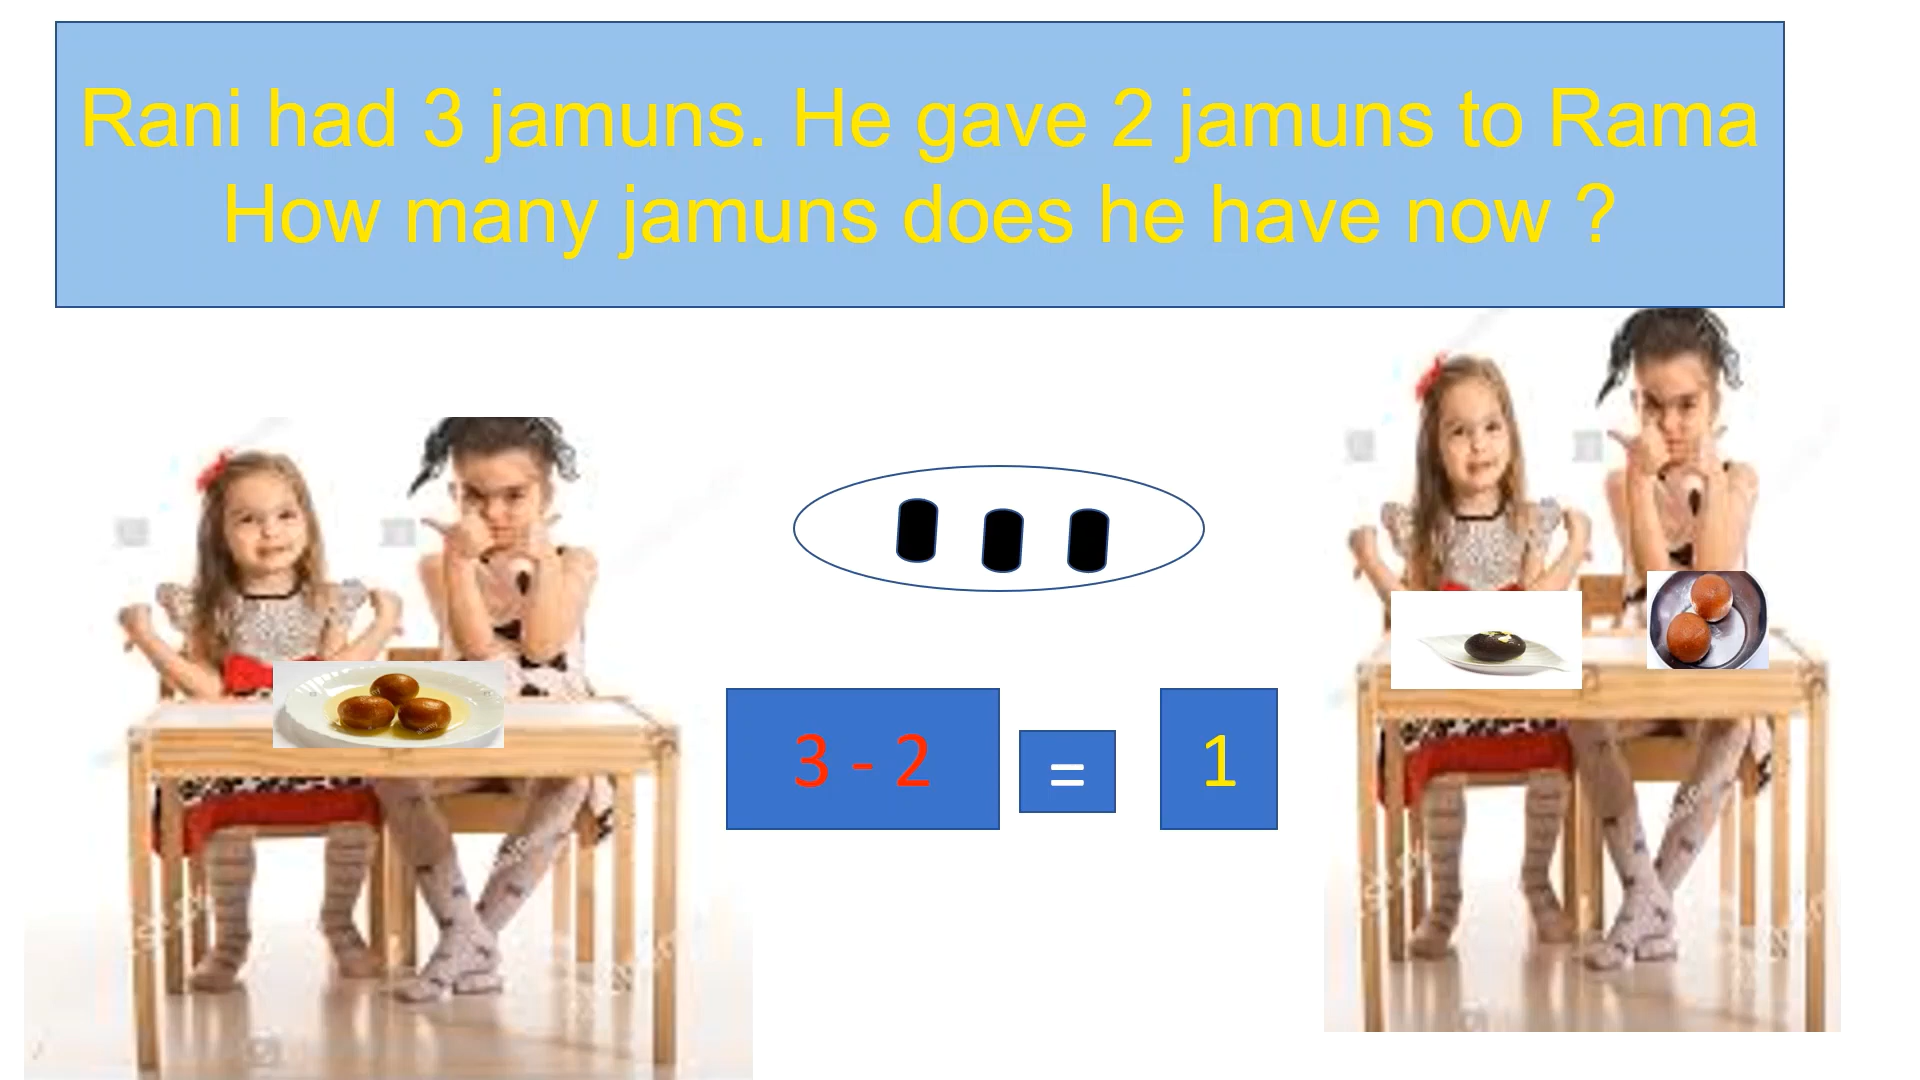 Rani had 3 jamuns. He gave 2 jamuns to Rama
How many jamuns does he have now ?
3 - 2 = 1